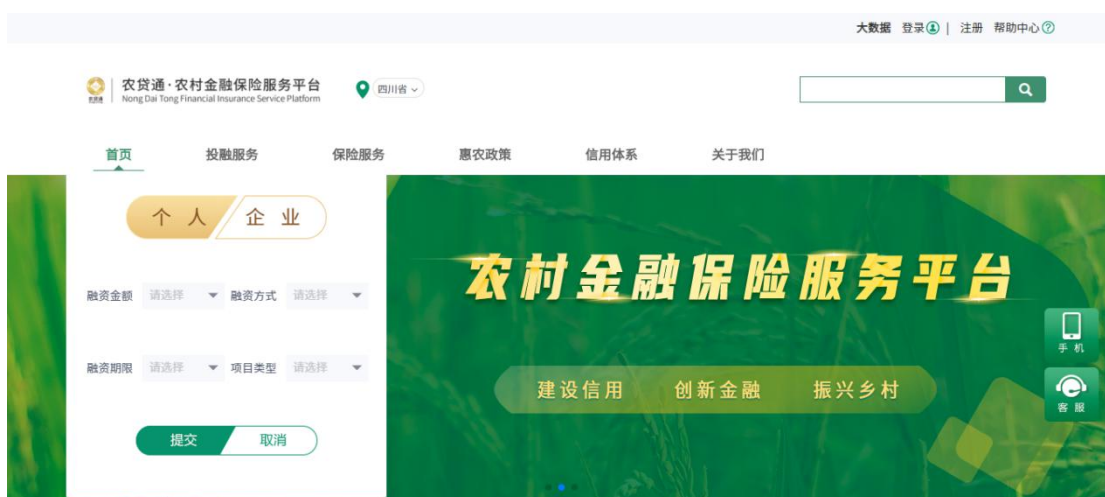 大数据 登录 | 注册 帮助中心
农贷通·农村金融保险服务平台 四川省
Nong Dai Tong Financial Insurance Service Platform
首页 投融服务 保险服务 惠农政策 信用体系 关于我们
个人 企业
农村金融保险服务平台
融资金额 请选择 融资方式 请选择
手机
融资期限 请选择 项目类型 请选择
建设信用 创新金融 振兴乡村
客服
提交 取消